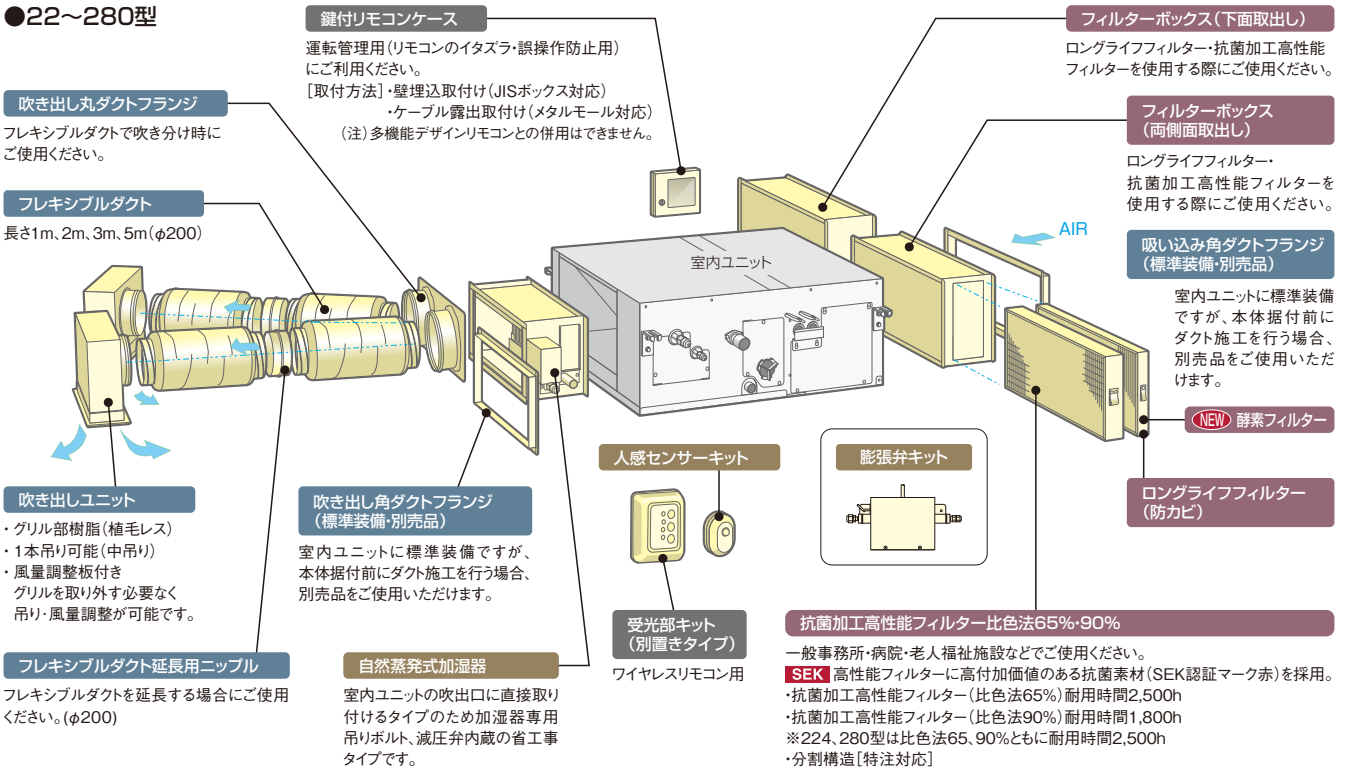 ●22～280型
鍵付リモコンケース
運転管理用(リモコンのイタズラ・誤操作防止用)
にご利用ください。
[取付方法]・壁埋込取付け(JISボックス対応)
・ケーブル露出取付け(メタルモール対応)
(注)多機能デザインリモコンとの併用はできません。
フィルターボックス(下面取出し)
ロングライフフィルター・抗菌加工高性能
フィルターを使用する際にご使用ください。
吹き出し丸ダクトフランジ
フレキシブルダクトで吹き分け時に
ご使用ください。
フィルターボックス
(両側面取出し)
ロングライフフィルター・
抗菌加工高性能フィルターを
使用する際にご使用ください。
フレキシブルダクト
長さ1m、2m、3m、5m(φ200)
AIR
室内ユニット
吸い込み角ダクトフランジ
(標準装備・別売品)
室内ユニットに標準装備
ですが、本体据付前に
ダクト施工を行う場合、
別売品をご使用いただ
けます。
NEW 酵素フィルター
人感センサーキット
膨張弁キット
ロングライフフィルター
(防カビ)
吹き出しユニット
・グリル部樹脂(植毛レス)
・1本吊り可能(中吊り)
・風量調整板付き
グリルを取り外す必要なく
吊り・風量調整が可能です。
吹き出し角ダクトフランジ
(標準装備・別売品)
室内ユニットに標準装備ですが、
本体据付前にダクト施工を行う場合、
別売品をご使用いただけます。
受光部キット
(別置きタイプ)
ワイヤレスリモコン用
フレキシブルダクト延長用ニップル
フレキシブルダクトを延長する場合にご使用
ください。(φ200)
自然蒸発式加湿器
室内ユニットの吹出口に直接取り
付けるタイプのため加湿器専用
吊りボルト、減圧弁内蔵の省工事
タイプです。
抗菌加工高性能フィルター比色法65%・90%
一般事務所・病院・老人福祉施設などでご使用ください。
SEK 高性能フィルターに高付加価値のある抗菌素材(SEK認証マーク赤)を採用。
・抗菌加工高性能フィルター(比色法65%)耐用時間2,500h
・抗菌加工高性能フィルター(比色法90%)耐用時間1,800h
※224、280型は比色法65、90%ともに耐用時間2,500h
・分割構造[特注対応]